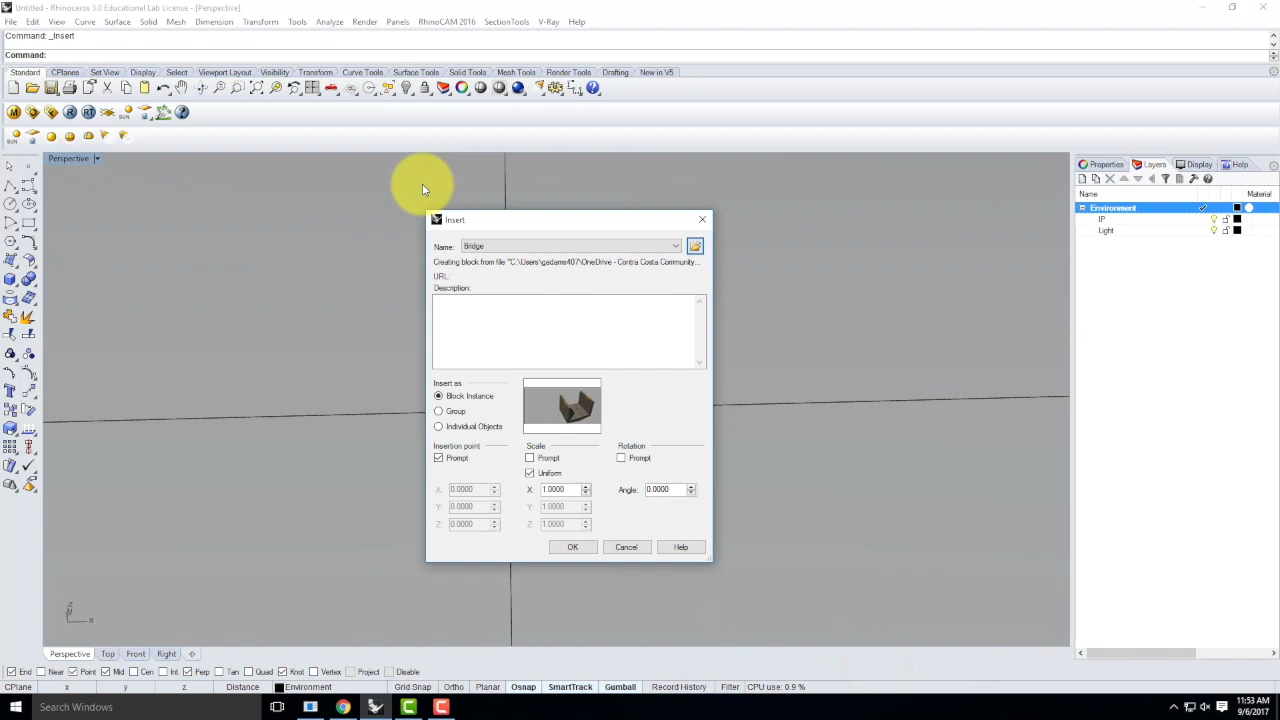 Untitled - Rhinoceros 5.0 Educational Lab License - [Perspective]
File Edit View Curve Surface Solid Mesh Dimension Transform Tools Analyze Render Panels RhinoCAM 2016 SectionTools V-Ray Help
Command: _Insert
Command:
Standard CPlanes Set View Display Select Viewport Layout Visibility Transform Curve Tools Surface Tools Solid Tools Mesh Tools Render Tools Drafting New in V5
M R RT
SUN
SUN
Perspective
Properties Layers Display Help
Name Material
Environment
IP
Light
Insert
Name: Bridge
Creating block from file "C:\Users\gadams407\OneDrive - Contra Costa Community...
URL:
Description:
Insert as
Block Instance
Group
Individual Objects
Insertion point Scale Rotation
Prompt Prompt Prompt
Uniform
X: 0.0000 X: 1.0000 Angle: 0.0000
Y: 0.0000 Y: 1.0000
Z: 0.0000 Z: 1.0000
OK Cancel Help
z
y
x
Perspective Top Front Right
End Near Point Mid Cen Int Perp Tan Quad Knot Vertex Project Disable
CPlane x y z Distance Environment Grid Snap Ortho Planar Osnap SmartTrack Gumball Record History Filter CPU use: 0.9 %
Search Windows
11:53 AM
9/6/2017